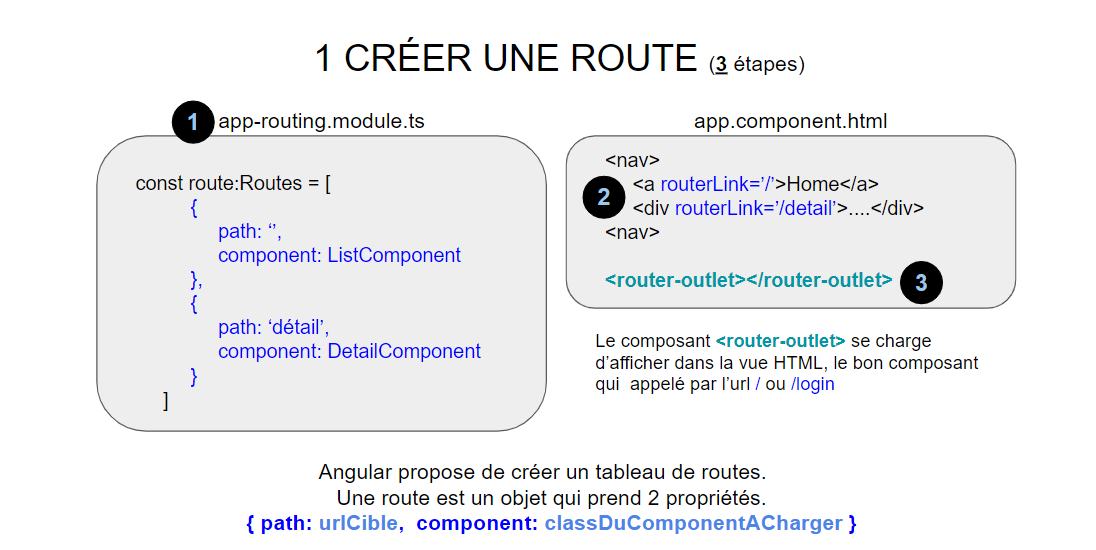 1 CRÉER UNE ROUTE (3 étapes)
1 app-routing.module.ts
const route:Routes = [
{
path: ‘’,
component: ListComponent
},
{
path: ‘détail’,
component: DetailComponent
}
]
app.component.html
<nav>
<a routerLink=’/’>Home</a>
2 <div routerLink=’/detail’>....</div>
<nav>
<router-outlet></router-outlet> 3
Le composant <router-outlet> se charge
d’afficher dans la vue HTML, le bon composant
qui appelé par l’url / ou /login
Angular propose de créer un tableau de routes.
Une route est un objet qui prend 2 propriétés.
{ path: urlCible, component: classDuComponentACharger }